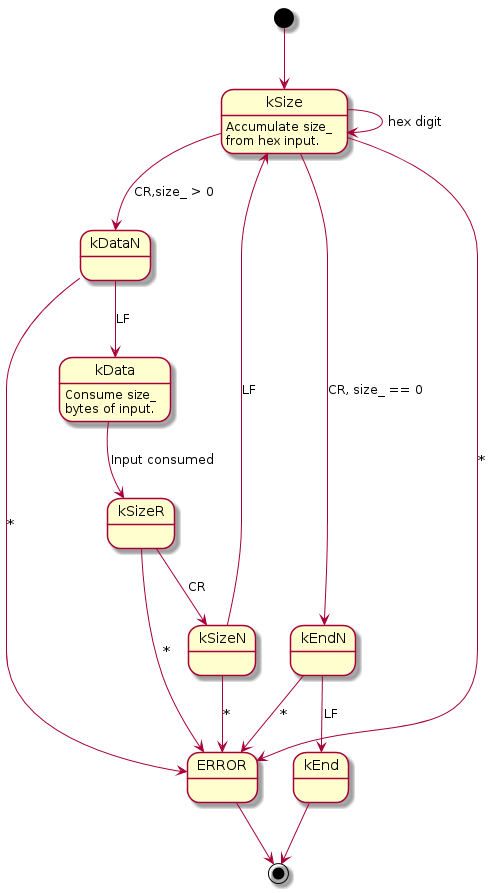 kSize
Accumulate size_
from hex input.
hex digit
CR,size_ > 0
kDataN
LF
kData
Consume size_
bytes of input.
LF
CR, size_ == 0
Input consumed
*
kSizeR
*
CR
kSizeN
kEndN
*
*
*
LF
ERROR
kEnd